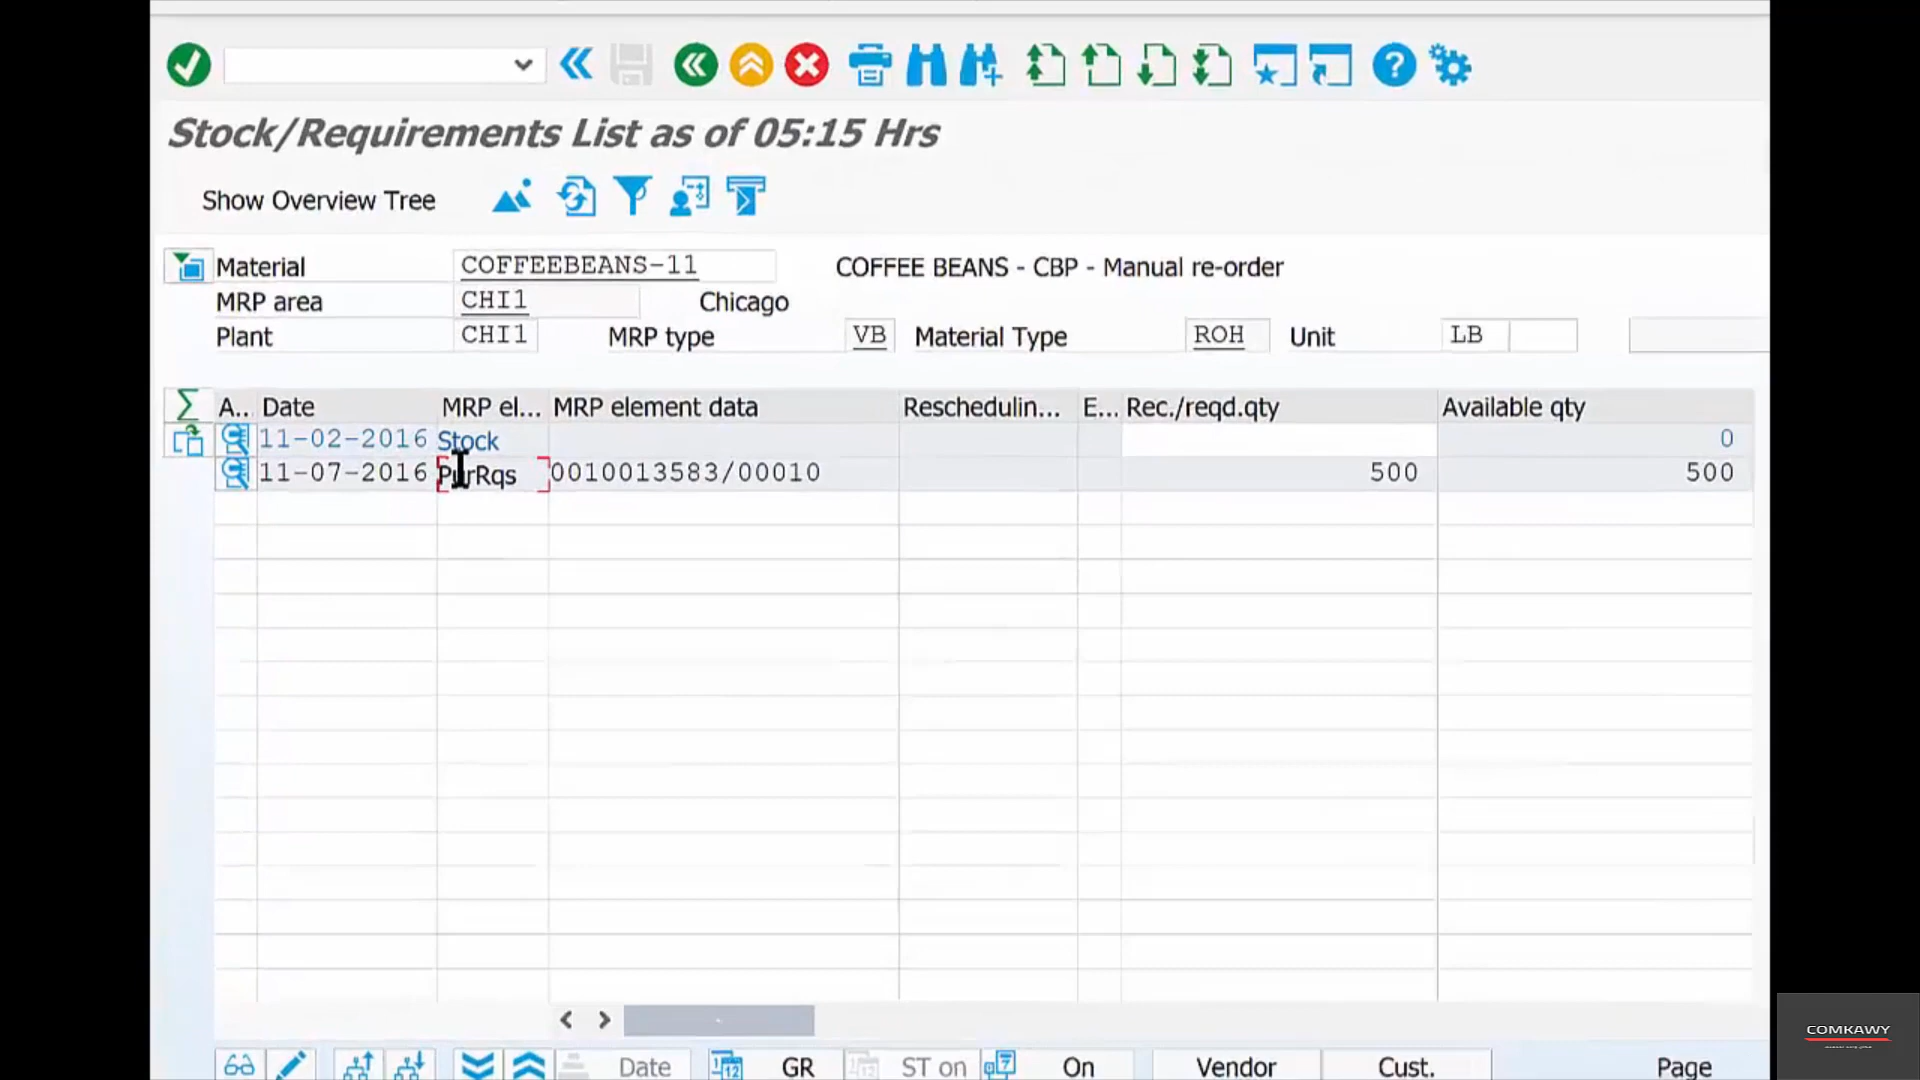 Stock/Requirements List as of 05:15 Hrs
Show Overview Tree
Material COFFEEBEANS-11 COFFEE BEANS - CBP - Manual re-order
MRP area CHI1 Chicago
Plant CHI1 MRP type VB Material Type ROH Unit LB
A.. Date MRP el... MRP element data Reschedulin... E... Rec./reqd.qty Available qty
11-02-2016 Stock 0
11-07-2016 PurRqs 0010013583/00010 500 500
Date GR ST on On Vendor Cust. Page
COMKAWY